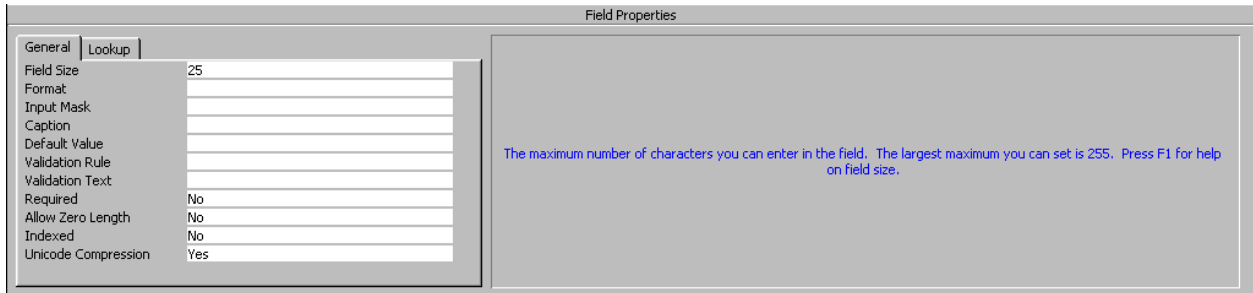 Field Properties
General Lookup
Field Size 25
Format
Input Mask
Caption
Default Value
Validation Rule
Validation Text
Required No
Allow Zero Length No
Indexed No
Unicode Compression Yes
The maximum number of characters you can enter in the field. The largest maximum you can set is 255. Press F1 for help
on field size.